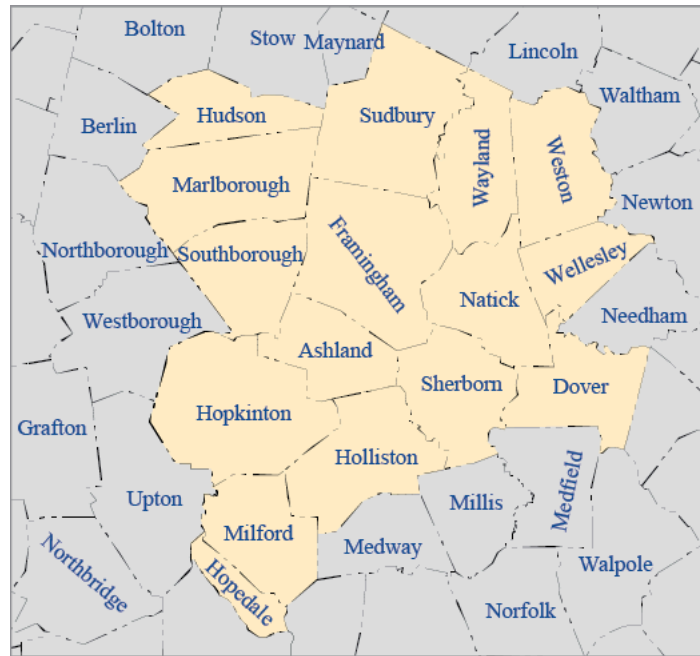 Bolton
Stow
Maynard
Lincoln
Waltham
Berlin
Hudson
Sudbury
Wayland
Weston
Marlborough
Newton
Northborough
Southborough
Framingham
Wellesley
Natick
Needham
Westborough
Ashland
Sherborn
Dover
Grafton
Hopkinton
Holliston
Upton
Millis
Medfield
Milford
Medway
Walpole
Northbridge
Hopedale
Norfolk